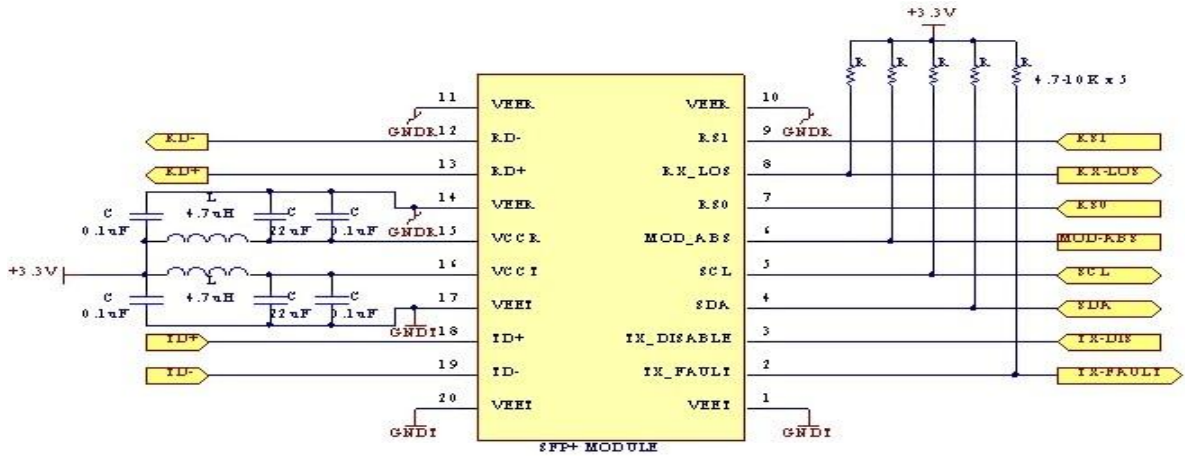 +3.3V
R R R R R
4.7-10K x 5
11 VEER VEER 10
GNDR GNDR
RD- 12 RD- RS1 9 RS1
RD+ 13 RD+ RX_LOS 8 RX-LOS
L 14 VEER RS0 7 RS0
C 4.7uH C C
0.1uF 22uF 0.1uF
GNDR
15 VCCR MOD_ABS 6 MOD-ABS
+3.3V
16 VCCT SCL 5 SCL
L
C 4.7uH C C
0.1uF 22uF 0.1uF
17 VEET SDA 4 SDA
GNDT
TD+ 18 TD+ TX_DISABLE 3 TX-DIS
TD- 19 TD- TX_FAULT 2 TX-FAULT
20 VEET VEET 1
GNDT GNDT
SFP+ MODULE